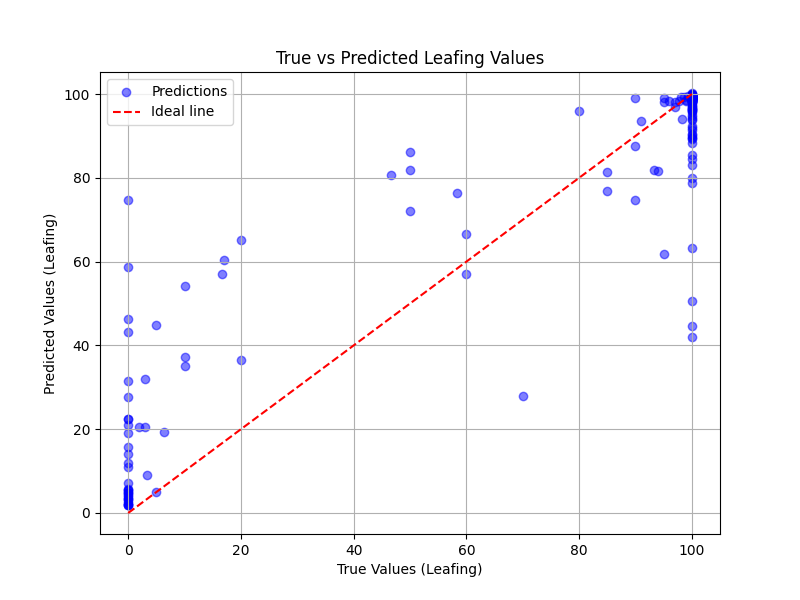 True vs Predicted Leafing Values
Predictions
Ideal line
100
80
60
40
20
0
Predicted Values (Leafing)
0 20 40 60 80 100
True Values (Leafing)